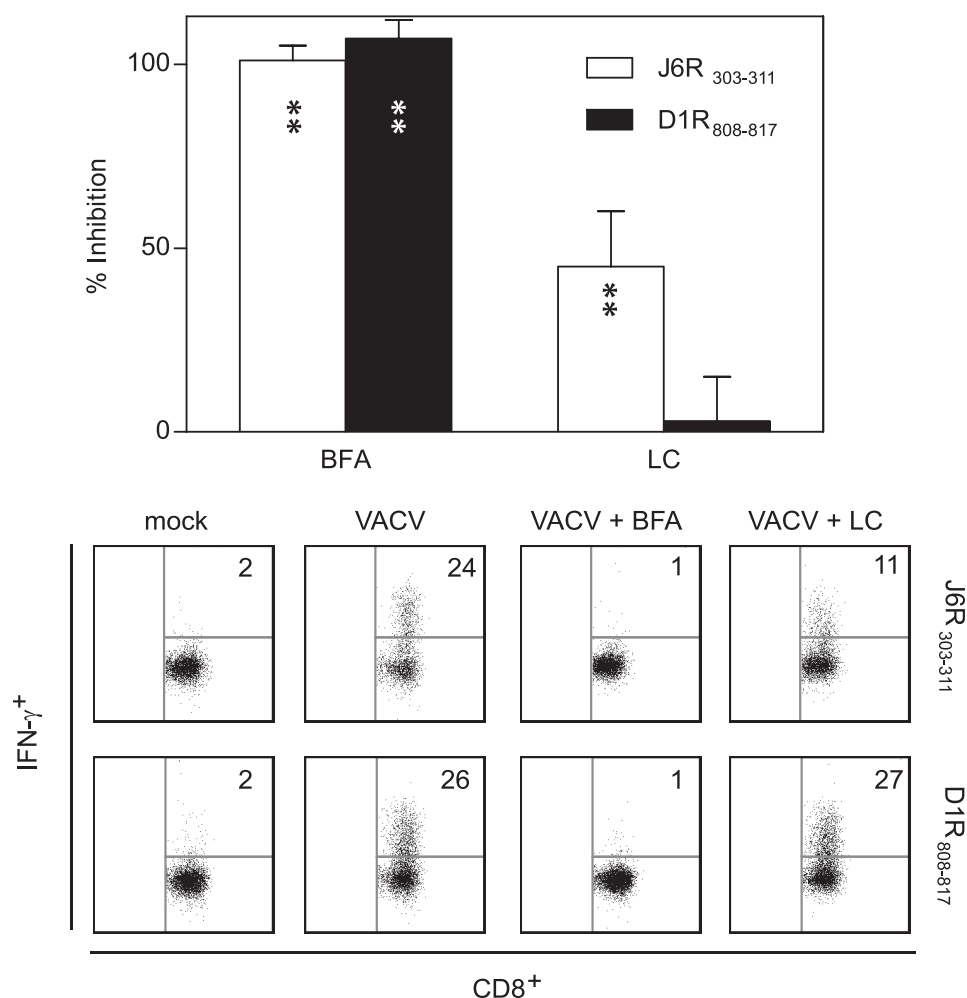 100
50
0
% Inhibition
J6R 303-311
D1R 808-817
**
**
**
BFA LC
mock VACV VACV + BFA VACV + LC
2 24 1 11
J6R 303-311
2 26 1 27
D1R 808-817
IFN-γ+
CD8+